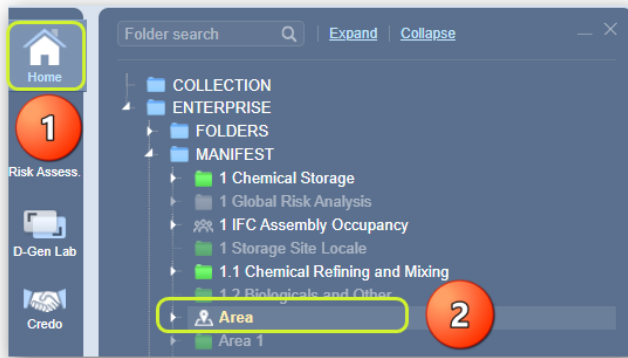 Home
1
Risk Assess.
D-Gen Lab
Credo
Folder search
Expand
Collapse
COLLECTION
ENTERPRISE
FOLDERS
MANIFEST
1 Chemical Storage
1 Global Risk Analysis
1 IFC Assembly Occupancy
1 Storage Site Locale
1.1 Chemical Refining and Mixing
1.2 Biologicals and Other
Area
2
Area 1